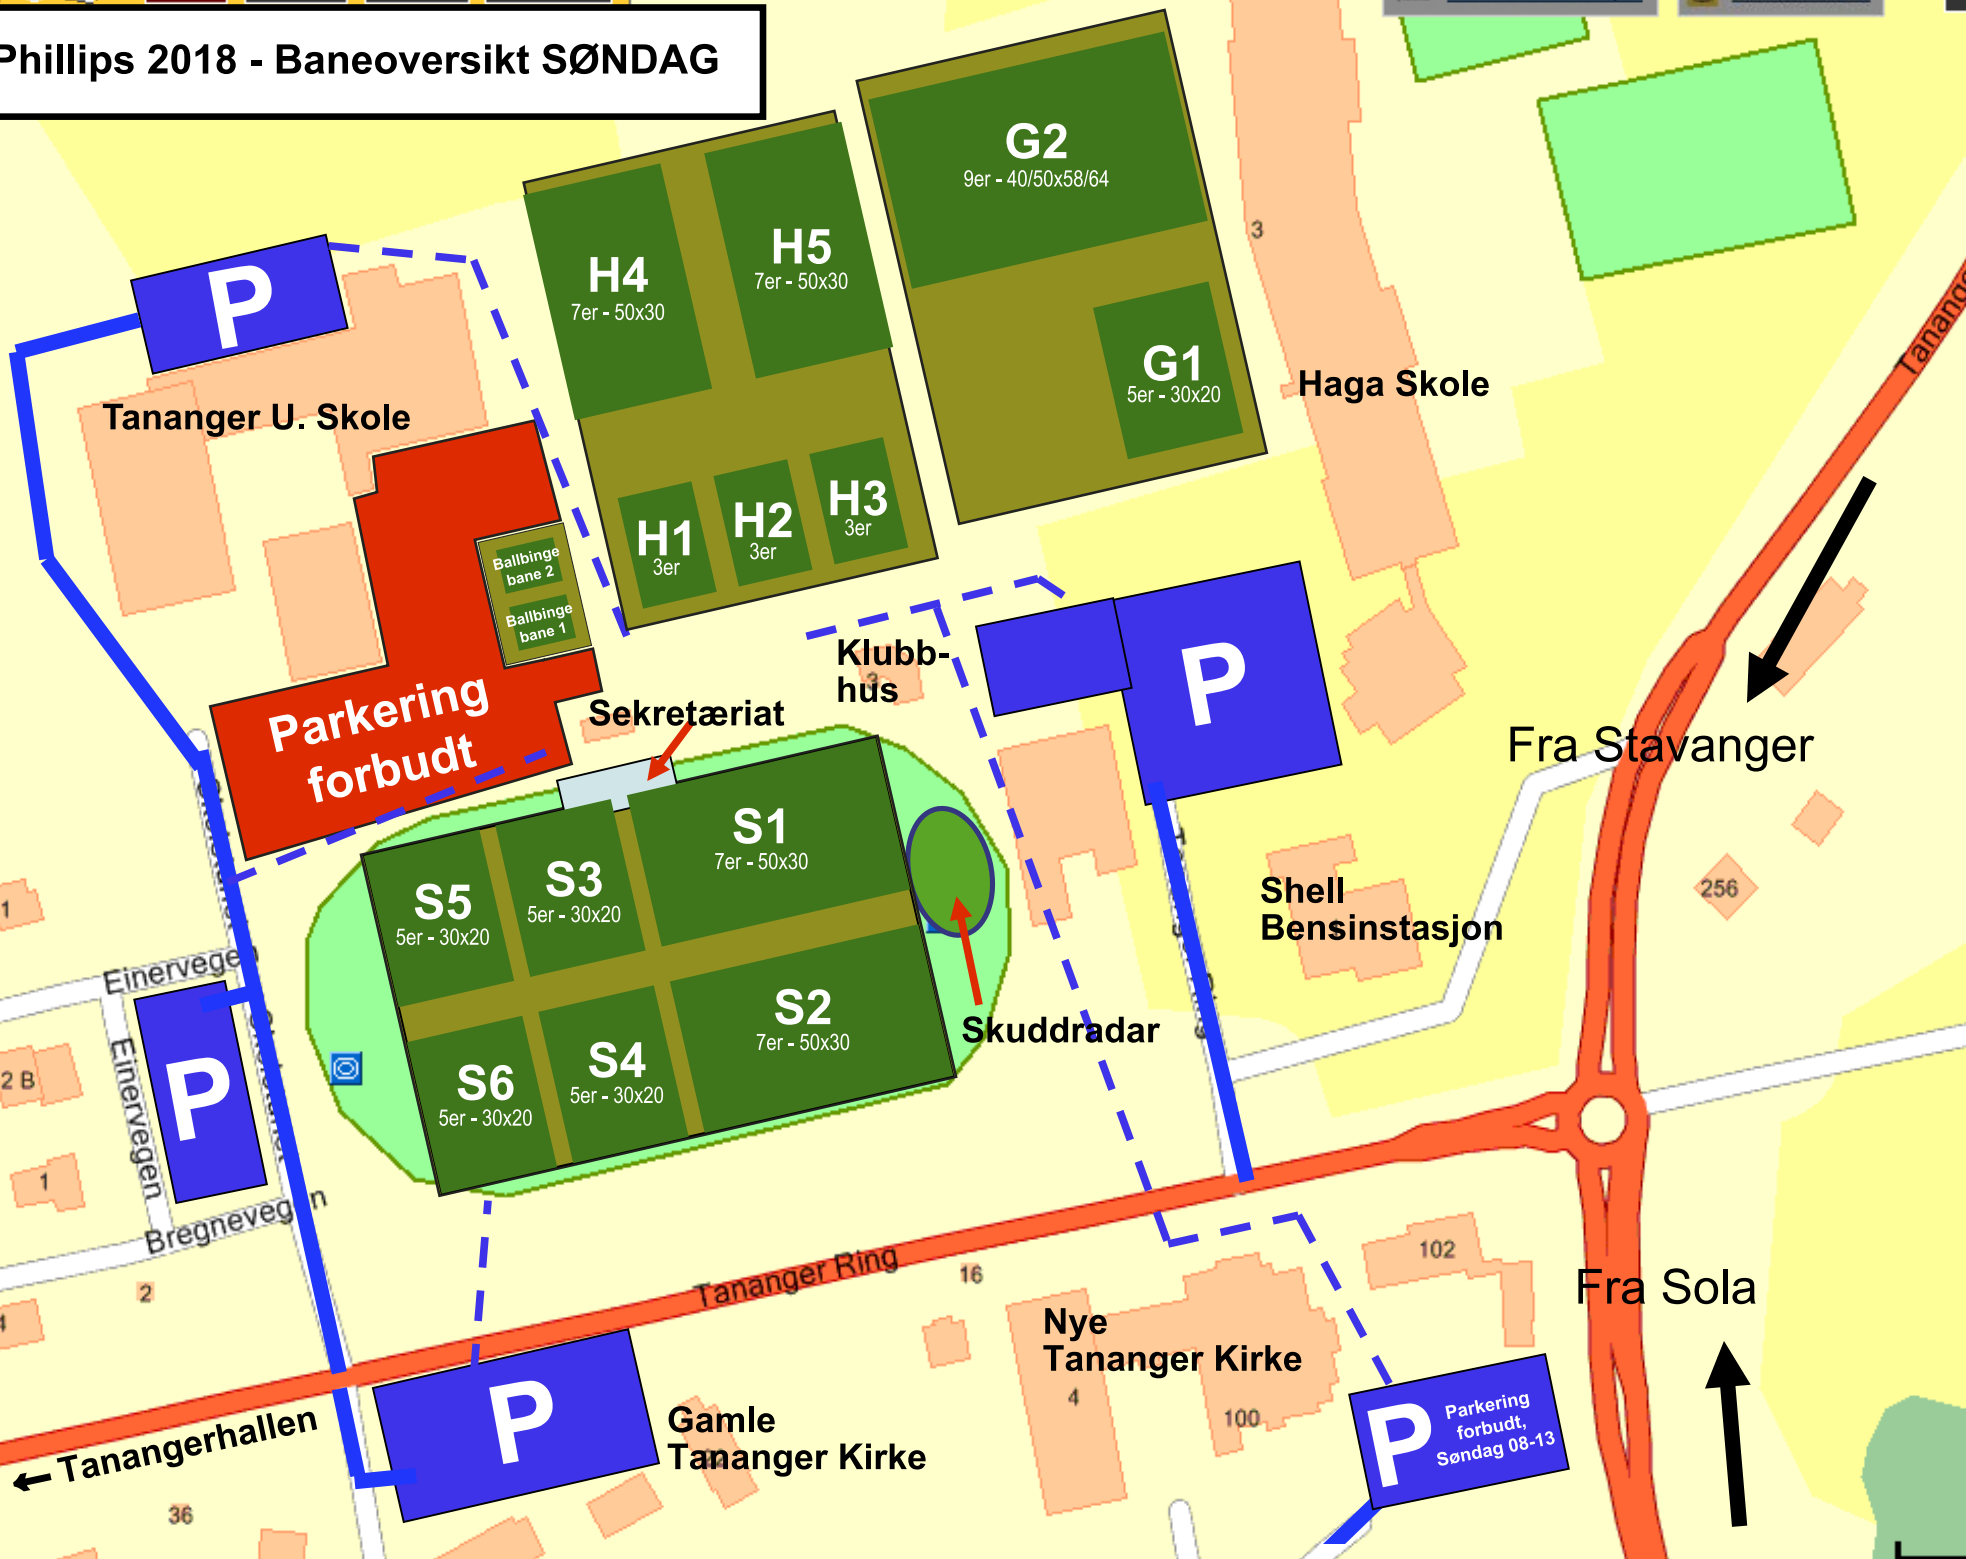 Phillips 2018 - Baneoversikt SØNDAG
G2
9er - 40/50x58/64
H5
7er - 50x30
H4
7er - 50x30
3
P
G1
5er - 30x20
Haga Skole
Tananger U. Skole
H3
3er
H2
3er
H1
3er
Ballbinge
bane 2
Ballbinge
bane 1
Parkering
forbudt
Klubb-
hus
3
P
Sekretæriat
Fra Stavanger
S1
7er - 50x30
S3
5er - 30x20
S5
5er - 30x20
Shell
Bensinstasjon
256
1
Einervegen
S2
7er - 50x30
Skuddradar
S4
5er - 30x20
S6
5er - 30x20
P
Einervegen
2 B
1
Bregnevegen
2
Tananger Ring
16
102
Fra Sola
Nye
Tananger Kirke
4
100
P
Gamle
Tananger Kirke
P
Parkering
forbudt,
Søndag 08-13
← Tanangerhallen
36